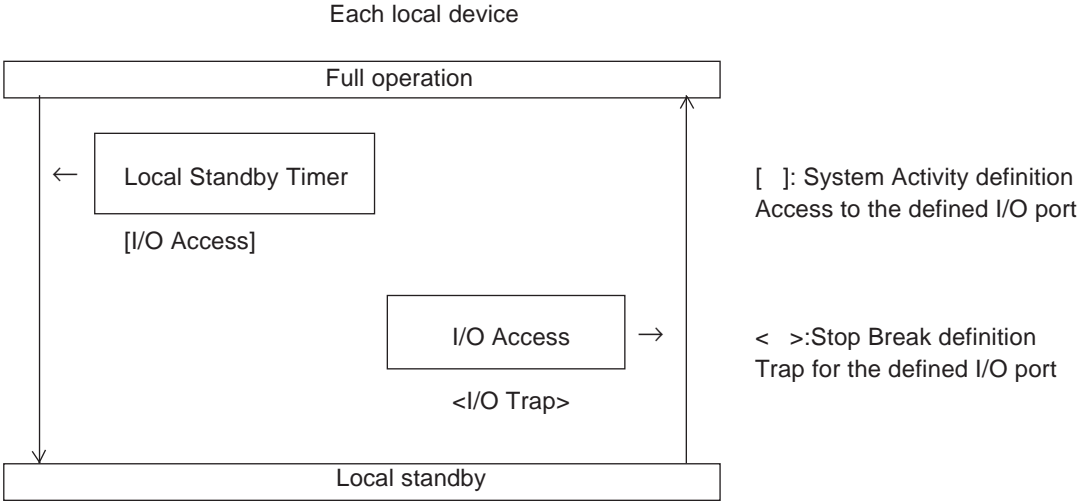 Each local device
Full operation
← Local Standby Timer
[I/O Access]
[ ]: System Activity definition
Access to the defined I/O port
I/O Access →
<I/O Trap>
< >:Stop Break definition
Trap for the defined I/O port
Local standby